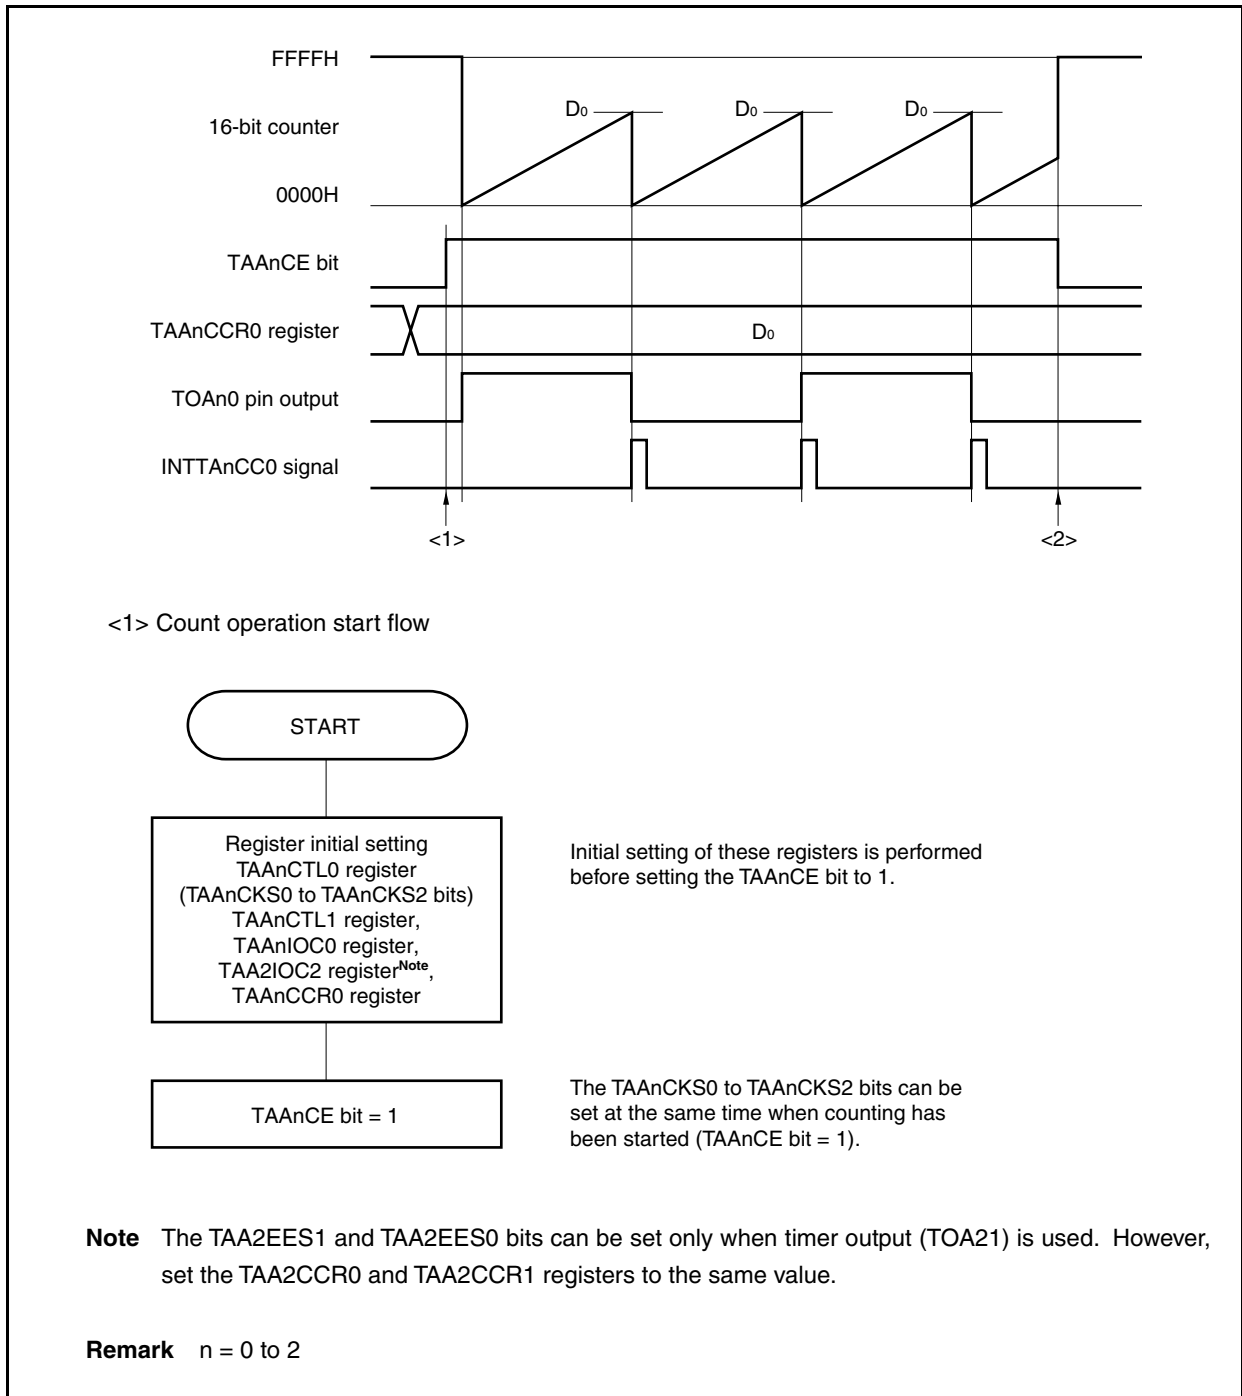 FFFFH
D0 D0 D0
16-bit counter
0000H
TAAnCE bit
TAAnCCR0 register
D0
TOAn0 pin output
INTTAnCC0 signal
<1> <2>
<1> Count operation start flow
START
Register initial setting
TAAnCTL0 register
(TAAnCKS0 to TAAnCKS2 bits)
TAAnCTL1 register,
TAAnIOC0 register,
TAA2IOC2 registerNote,
TAAnCCR0 register
Initial setting of these registers is performed
before setting the TAAnCE bit to 1.
TAAnCE bit = 1
The TAAnCKS0 to TAAnCKS2 bits can be
set at the same time when counting has
been started (TAAnCE bit = 1).
Note The TAA2EES1 and TAA2EES0 bits can be set only when timer output (TOA21) is used. However,
set the TAA2CCR0 and TAA2CCR1 registers to the same value.
Remark n = 0 to 2